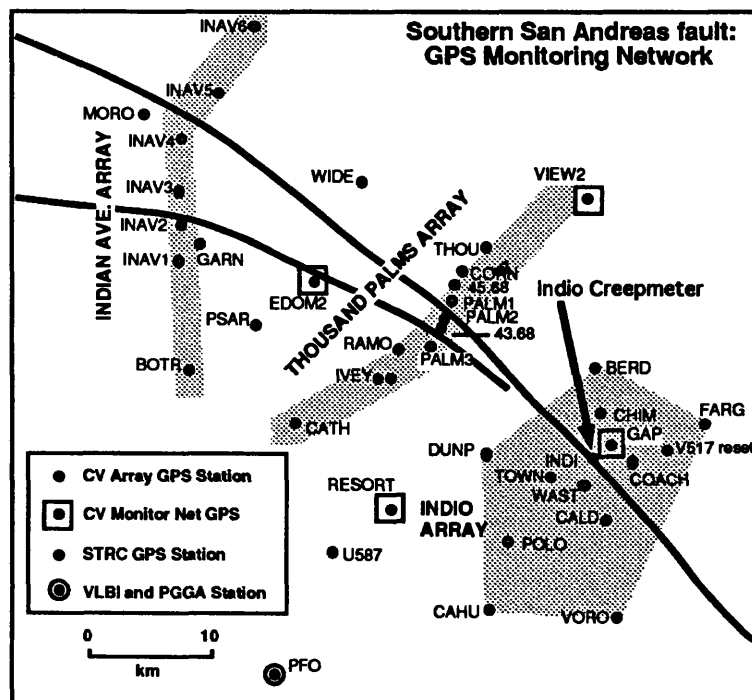 Southern San Andreas fault:
GPS Monitoring Network
INAV6
INAV5
MORO
INAV4
WIDE
VIEW2
INAV3
INDIAN AVE. ARRAY
INAV2
GARN
INAV1
THOUSAND PALMS ARRAY
THOU
CORN
45.68
PALM1
PALM2
43.68
Indio Creepmeter
EDOM2
PSAR
RAMO
PALM3
BOTR
IVEY
BERD
CATH
CHIM
FARG
GAP
DUNP
INDI
V517 reset
COACH
TOWN
WAST
RESORT
INDIO
ARRAY
CALD
POLO
U587
CAHU
VORO
CV Array GPS Station
CV Monitor Net GPS
STRC GPS Station
VLBI and PGGA Station
0 10
km
PFO